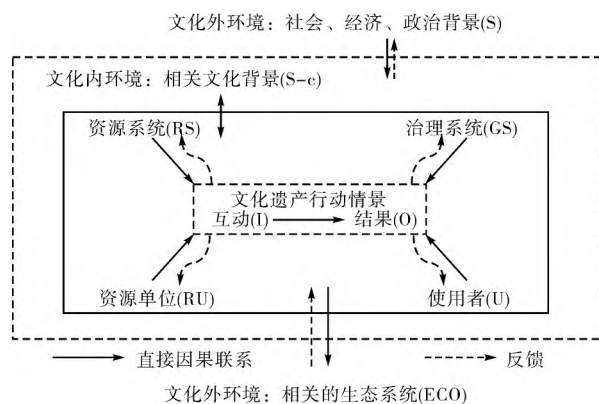 文化外环境：社会、经济、政治背景(S)
文化内环境：相关文化背景(S-c)
资源系统(RS)
治理系统(GS)
文化遗产行动情景
互动(I)
结果(O)
资源单位(RU)
使用者(U)
直接因果联系
反馈
文化外环境：相关的生态系统(ECO)